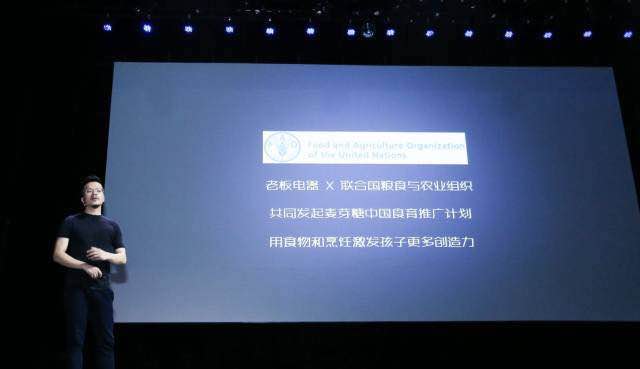 Food and Agriculture Organization
of the United Nations
老板电器 X 联合国粮食与农业组织
共同发起麦芽糖中国食育推广计划
用食物和烹饪激发孩子更多创造力